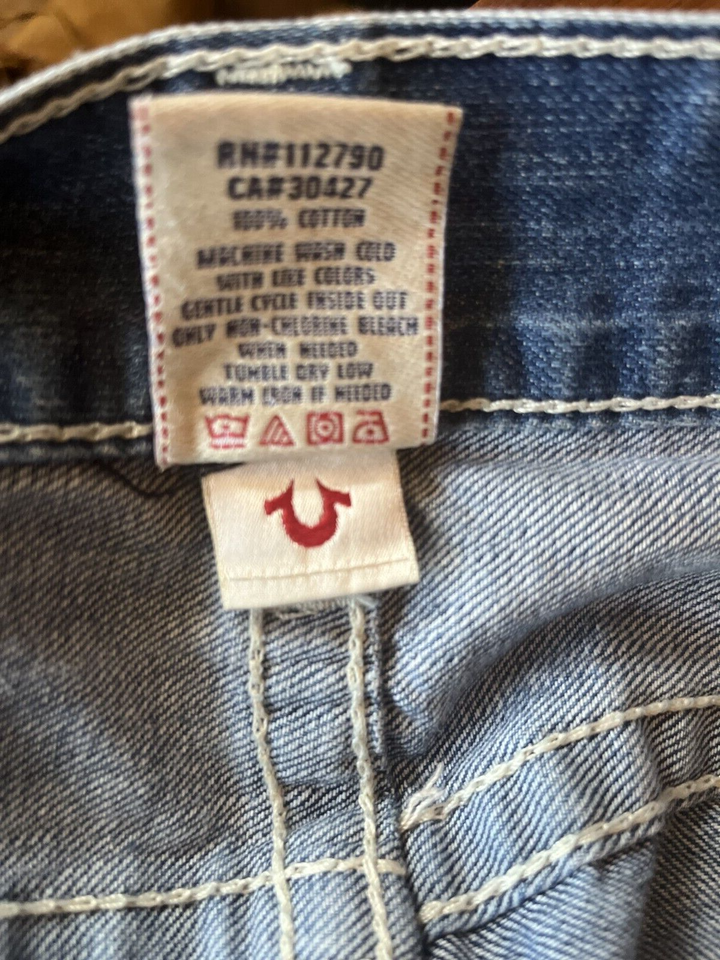 RN#112790
CA#30427
100% COTTON
MACHINE WASH COLD
WITH LIKE COLORS
GENTLE CYCLE INSIDE OUT
ONLY NON-CHLORINE BLEACH
WHEN NEEDED
TUMBLE DRY LOW
WARM IRON IF NEEDED